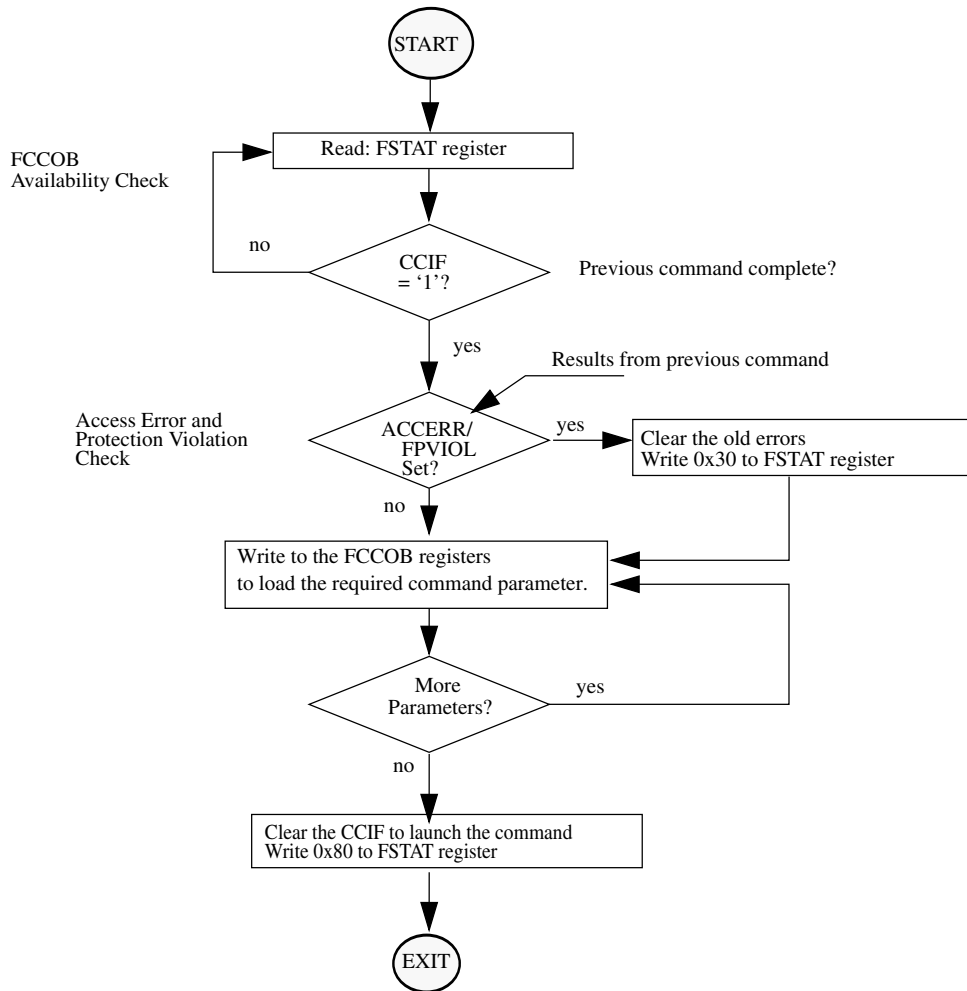 START
Read: FSTAT register
FCCOB
Availability Check
no
CCIF
= ‘1’?
Previous command complete?
yes
Results from previous command
Access Error and
Protection Violation
Check
ACCERR/
FPVIOL
Set?
yes
Clear the old errors
Write 0x30 to FSTAT register
no
Write to the FCCOB registers
to load the required command parameter.
More
Parameters?
yes
no
Clear the CCIF to launch the command
Write 0x80 to FSTAT register
EXIT